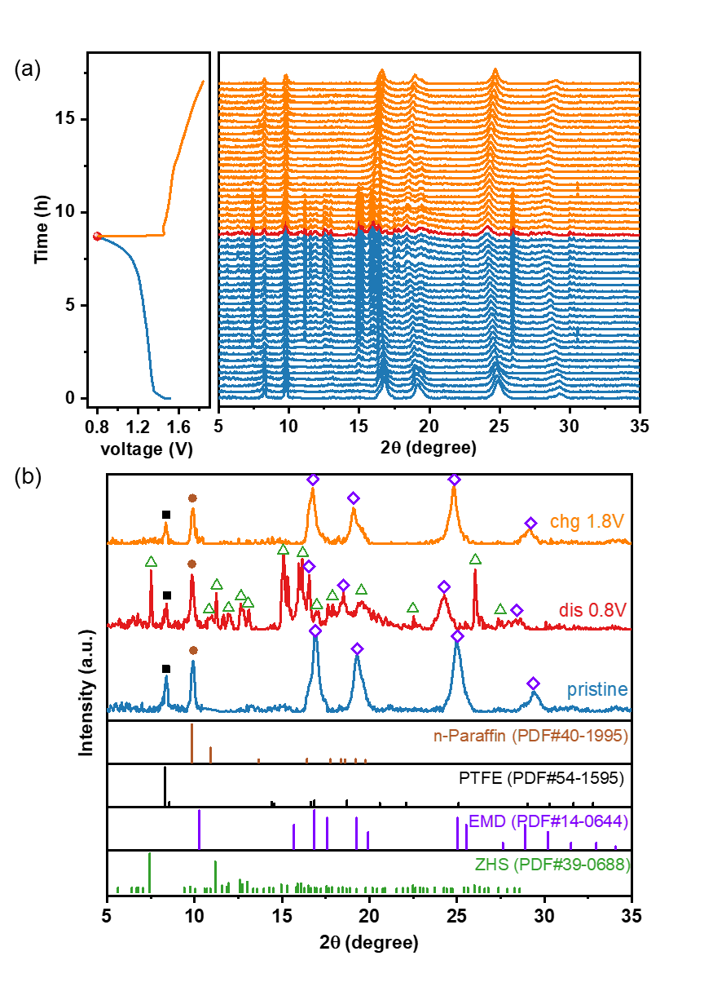 (a)
Time (h)
15
10
5
0
0.8 1.2 1.6
voltage (V)
5 10 15 20 25 30 35
2θ (degree)
(b)
Intensity (a.u.)
chg 1.8V
dis 0.8V
pristine
n-Paraffin (PDF#40-1995)
PTFE (PDF#54-1595)
EMD (PDF#14-0644)
ZHS (PDF#39-0688)
5 10 15 20 25 30 35
2θ (degree)